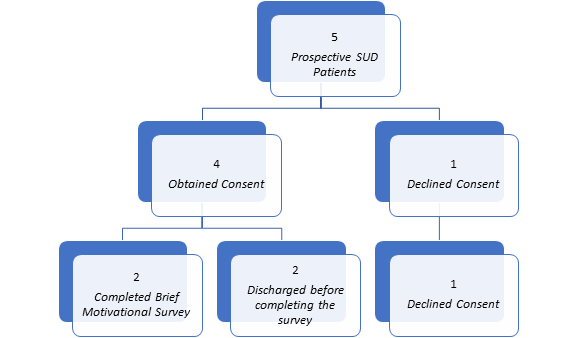 5
Prospective SUD
Patients
4
Obtained Consent
1
Declined Consent
2
Completed Brief
Motivational Survey
2
Discharged before
completing the
survey
1
Declined Consent